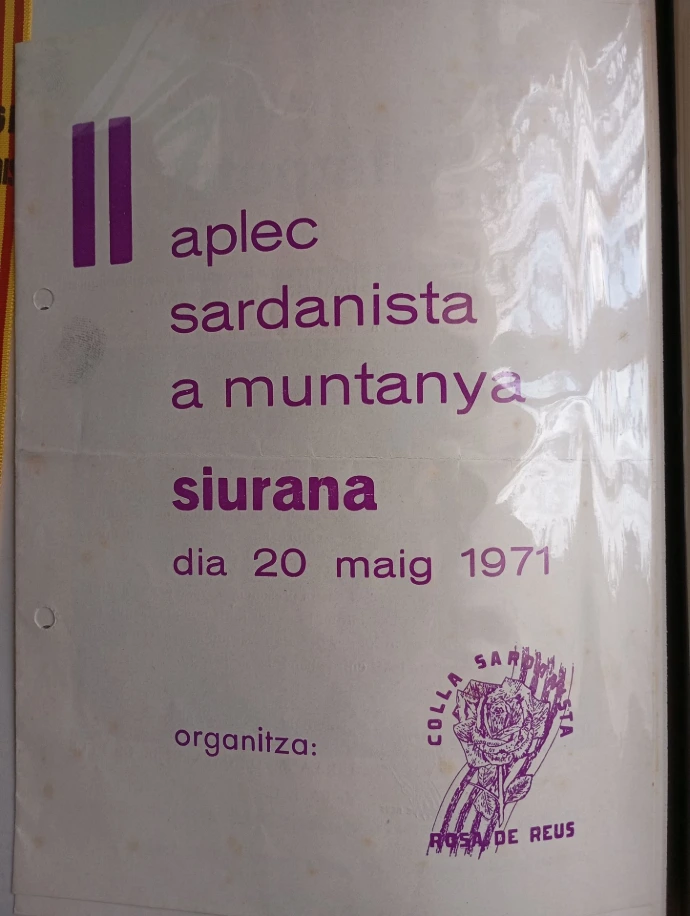 II
aplec
sardanista
a muntanya
siurana
dia 20 maig 1971
organitza:
COLLA SARDANISTA
ROSA DE REUS